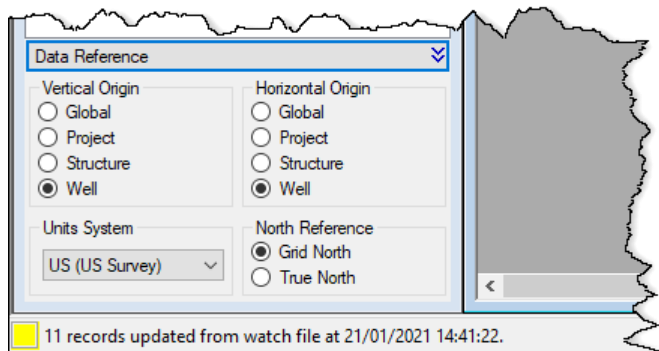 Data Reference
Vertical Origin
Global
Project
Structure
Well
Horizontal Origin
Global
Project
Structure
Well
Units System
US (US Survey)
North Reference
Grid North
True North
11 records updated from watch file at 21/01/2021 14:41:22.